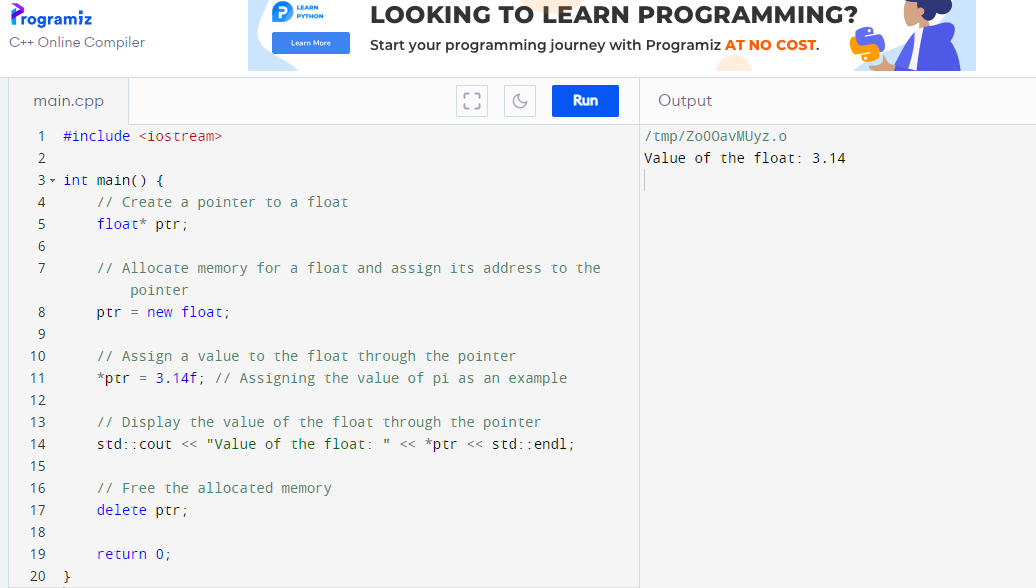 Programiz
C++ Online Compiler
LEARN
PYTHON
Learn More
LOOKING TO LEARN PROGRAMMING?
Start your programming journey with Programiz AT NO COST.
main.cpp
Run
Output
1 #include <iostream>
2
3 int main() {
4 // Create a pointer to a float
5 float* ptr;
6
7 // Allocate memory for a float and assign its address to the
pointer
8 ptr = new float;
9
10 // Assign a value to the float through the pointer
11 *ptr = 3.14f; // Assigning the value of pi as an example
12
13 // Display the value of the float through the pointer
14 std::cout << "Value of the float: " << *ptr << std::endl;
15
16 // Free the allocated memory
17 delete ptr;
18
19 return 0;
20 }
/tmp/ZoOOavMUyz.o
Value of the float: 3.14